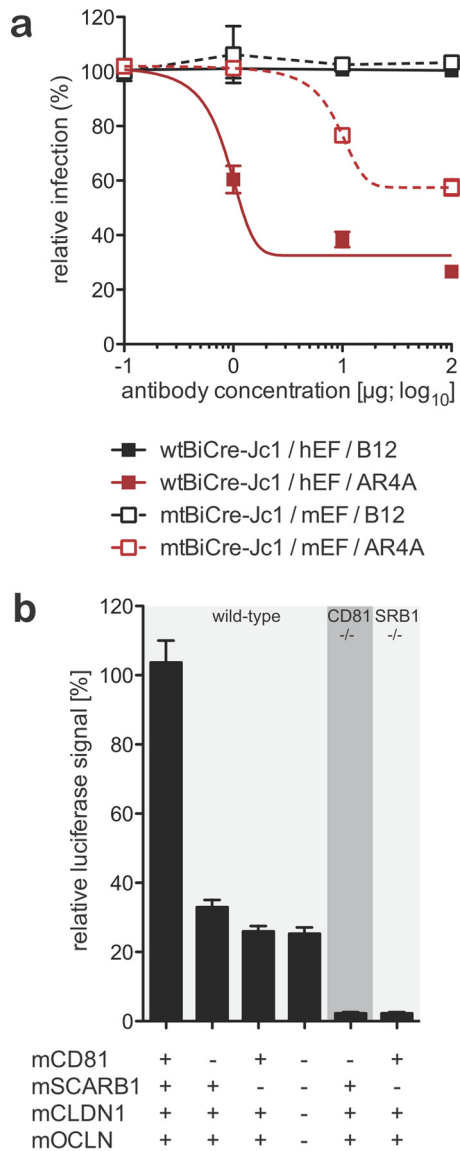 a
relative infection (%)
120
100
80
60
40
20
0
-1 0 1 2
antibody concentration [µg; log10]
wtBiCre-Jc1 / hEF / B12
wtBiCre-Jc1 / hEF / AR4A
mtBiCre-Jc1 / mEF / B12
mtBiCre-Jc1 / mEF / AR4A
b
relative luciferase signal [%]
120
100
80
60
40
20
0
wild-type CD81 SRB1
-/- -/-
mCD81 + - + - - +
mSCARB1 + + - - + -
mCLDN1 + + + - + +
mOCLN + + + - + +